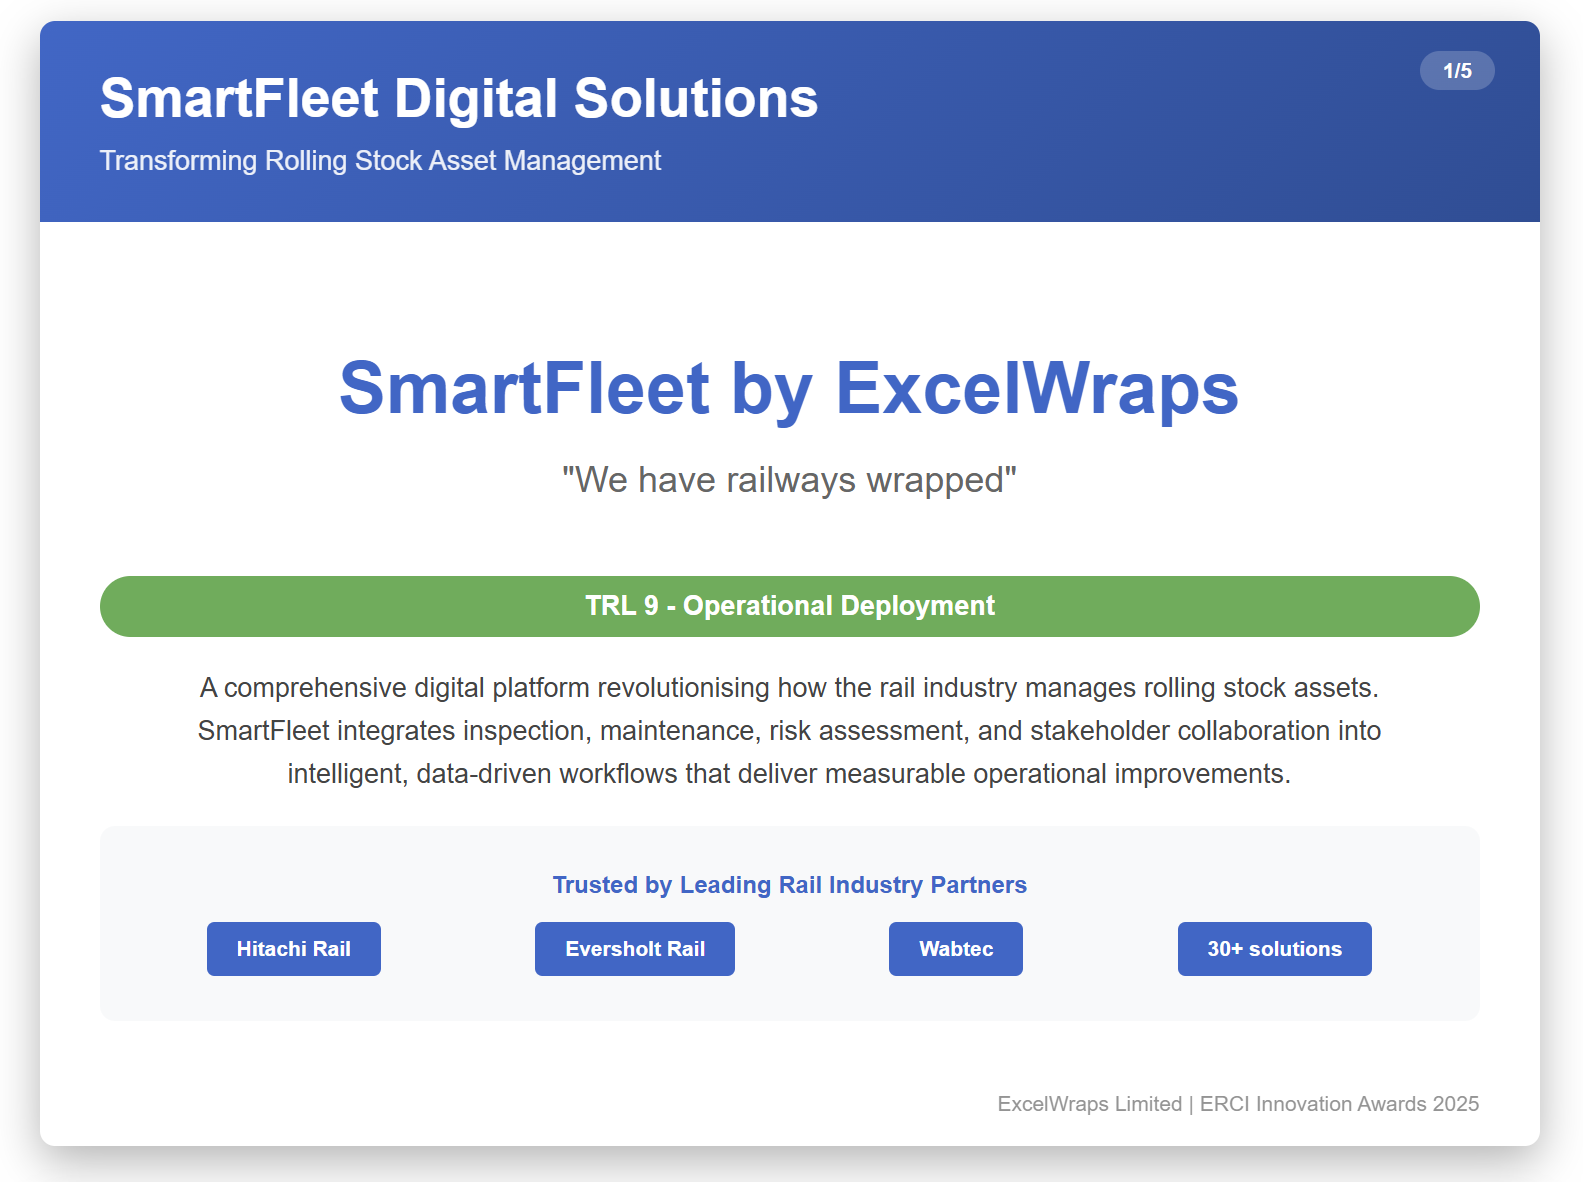 SmartFleet Digital Solutions
1/5
Transforming Rolling Stock Asset Management
SmartFleet by ExcelWraps
"We have railways wrapped"
TRL 9 - Operational Deployment
A comprehensive digital platform revolutionising how the rail industry manages rolling stock assets.
SmartFleet integrates inspection, maintenance, risk assessment, and stakeholder collaboration into
intelligent, data-driven workflows that deliver measurable operational improvements.
Trusted by Leading Rail Industry Partners
Hitachi Rail
Eversholt Rail
Wabtec
30+ solutions
ExcelWraps Limited | ERCI Innovation Awards 2025